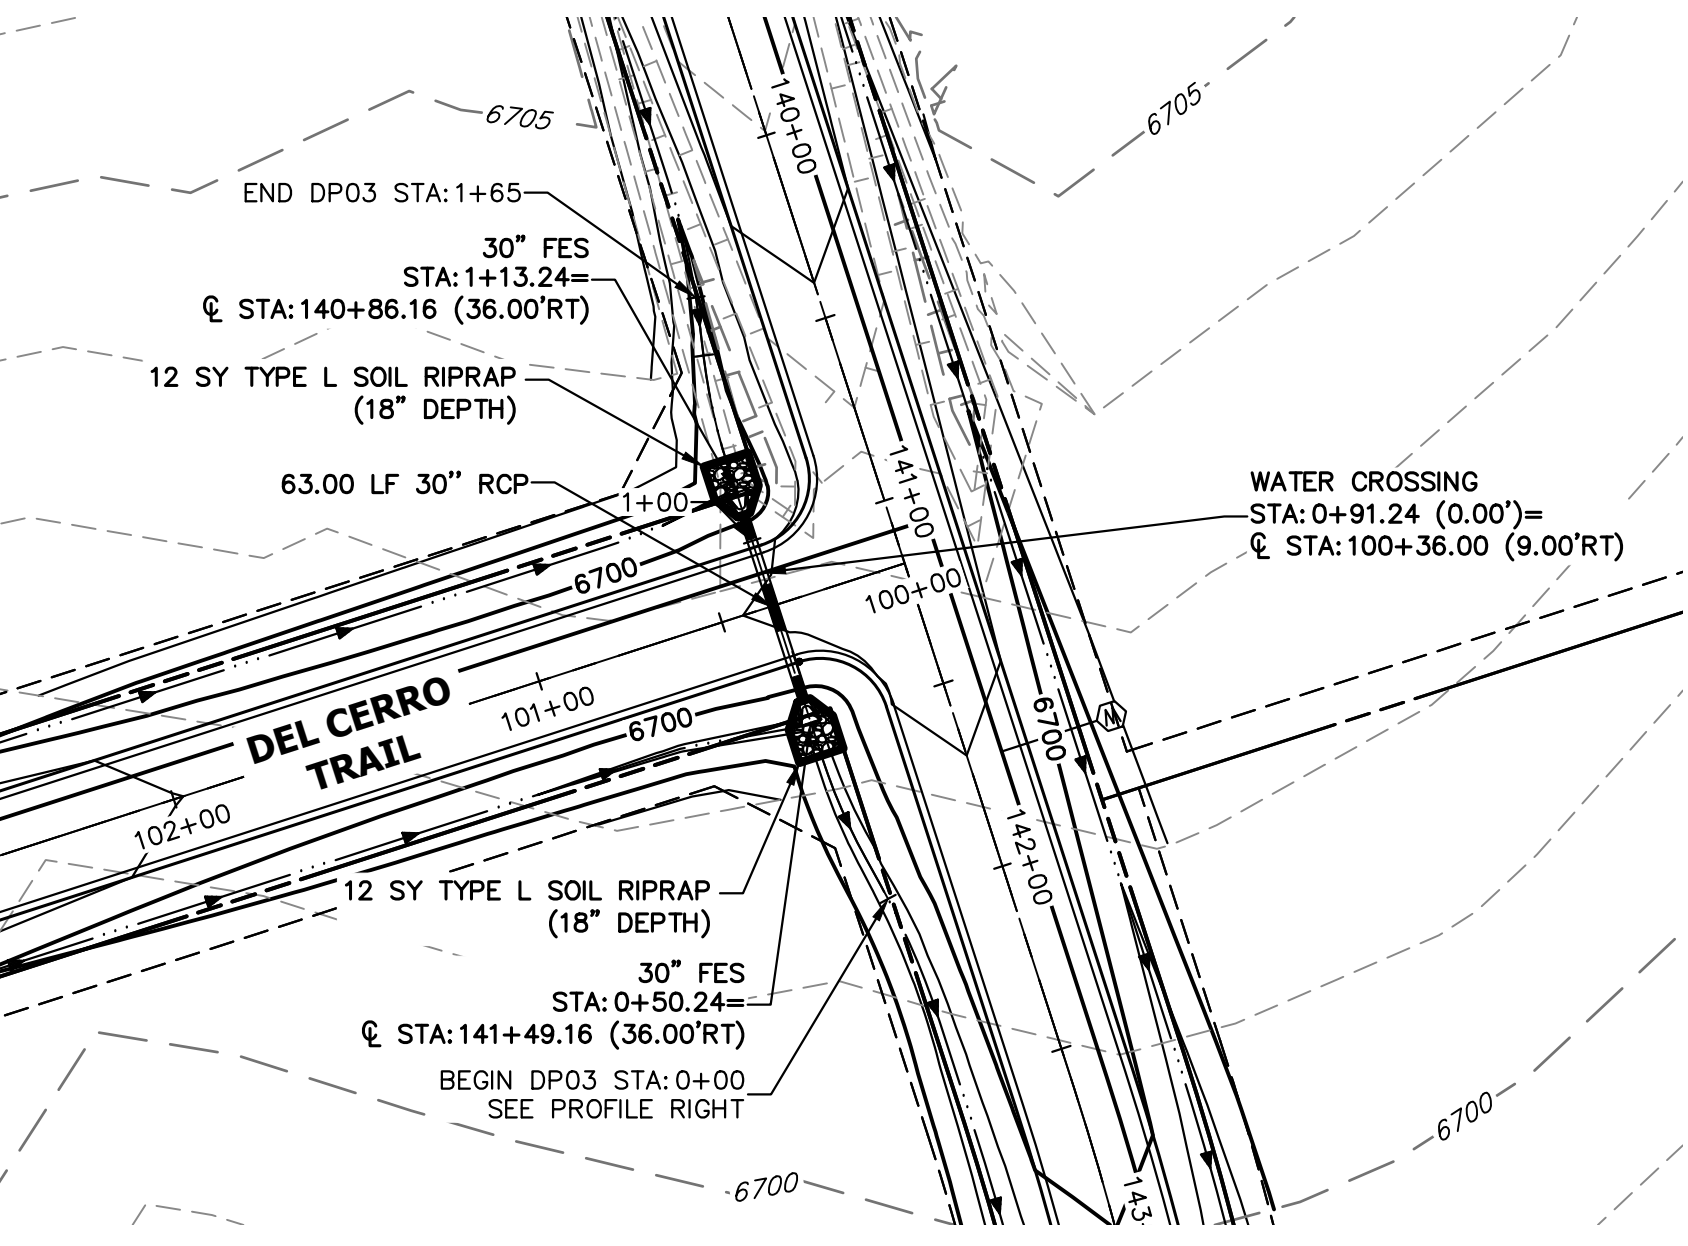 6705
6705
140+00
END DP03 STA:1+65
30" FES
STA:1+13.24=
℄ STA:140+86.16 (36.00'RT)
12 SY TYPE L SOIL RIPRAP
(18" DEPTH)
63.00 LF 30" RCP
1+00
141+00
WATER CROSSING
STA:0+91.24 (0.00')=
℄ STA:100+36.00 (9.00'RT)
6700
100+00
DEL CERRO
TRAIL
101+00
6700
6700
M
102+00
142+00
12 SY TYPE L SOIL RIPRAP
(18" DEPTH)
30" FES
STA:0+50.24=
℄ STA:141+49.16 (36.00'RT)
BEGIN DP03 STA:0+00
SEE PROFILE RIGHT
6700
6700
143